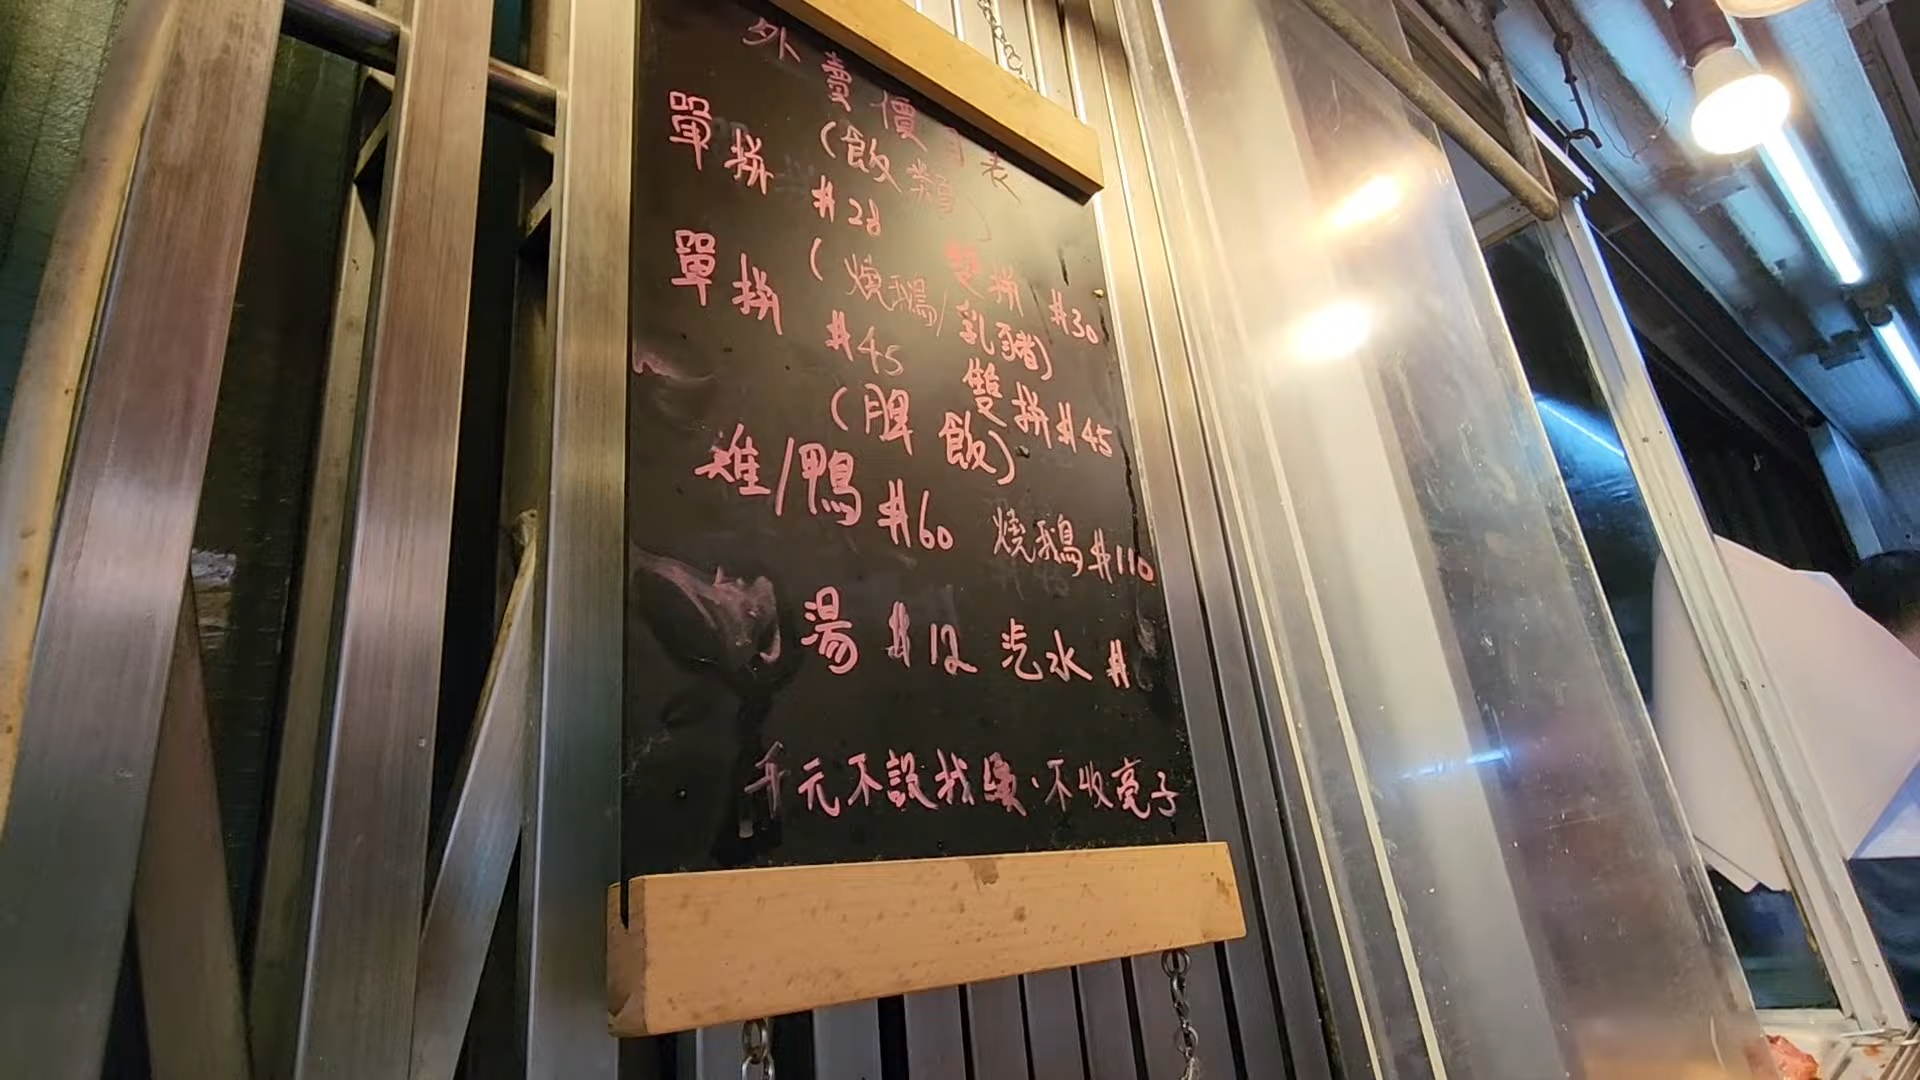 外賣價目表
(飯類)
單拼 $28 雙拼 $30
(燒鵝/乳豬)
單拼 $45 雙拼 $45
(脾飯)
雞/鴨 $60 燒鵝 $110
湯 $12 汽水 $
千元不設找續·不收亮子